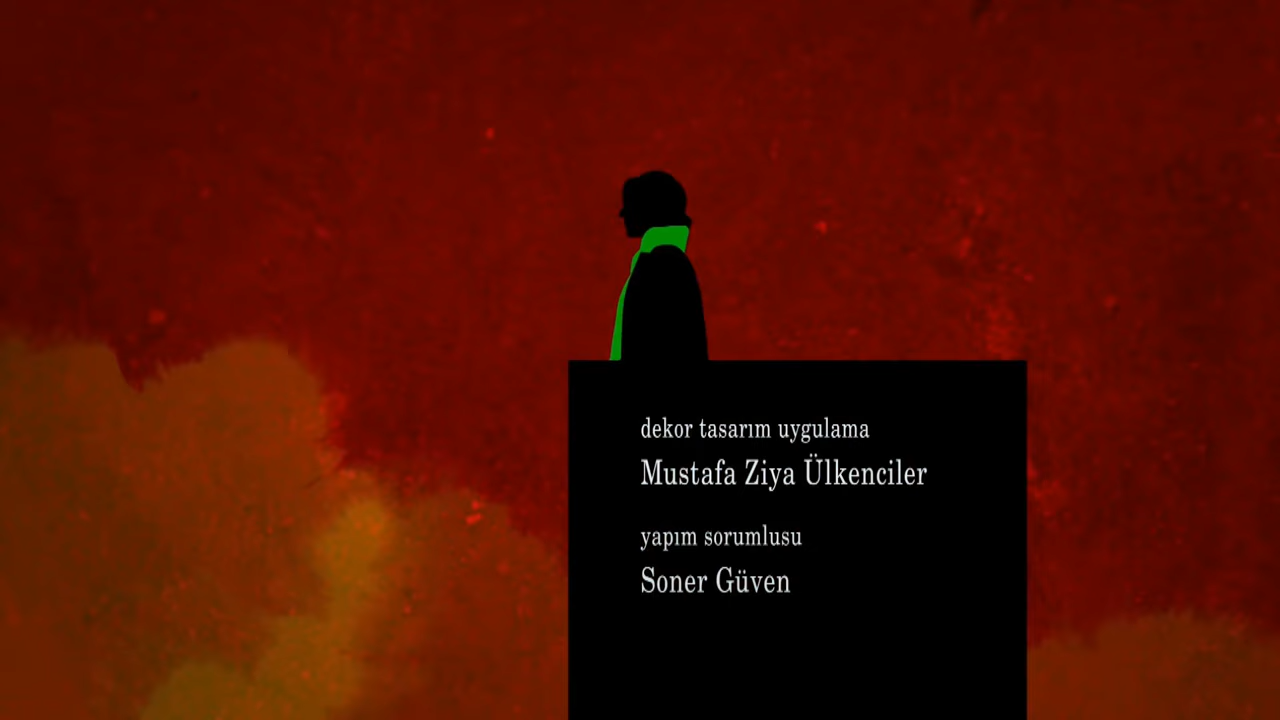 dekor tasarım uygulama
Mustafa Ziya Ülkenciler
yapım sorumlusu
Soner Güven